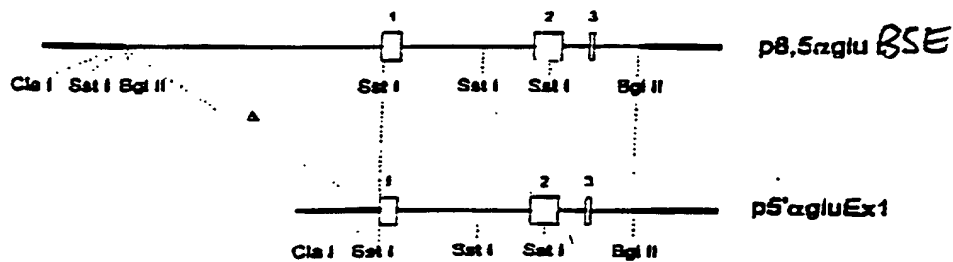 1 2 3
p8,5αglu BSE
Cla I Sst I Bgl II Sst I Sst I Sst I Bgl II
Δ
1 2 3
p5'αgluEx1
Cla I Sst I Sst I Sst I Bgl II